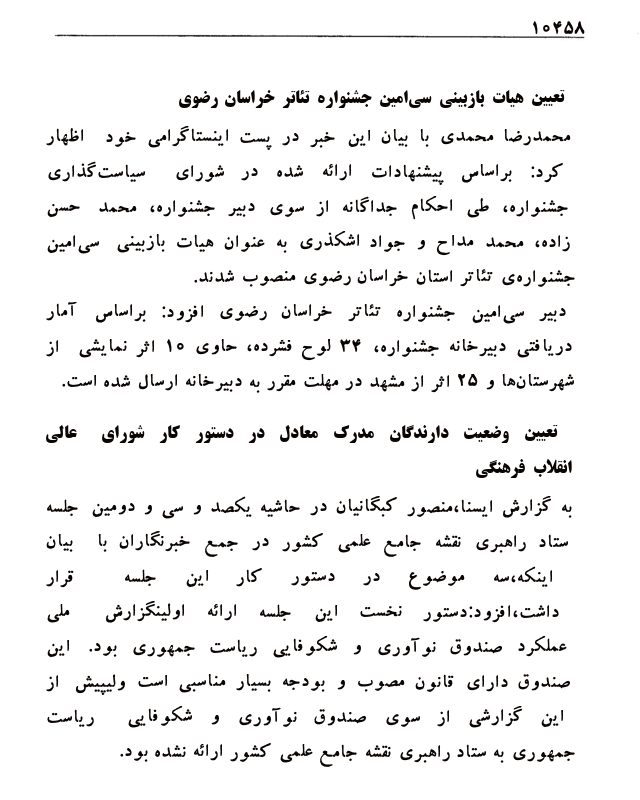 ۱۰۴۵۸
تعیین هیات بازبینی سی‌امین جشنواره تئاتر خراسان رضوی
محمدرضا محمدی با بیان این خبر در پست اینستاگرامی خود اظهار
کرد: براساس پیشنهادات ارائه شده در شورای سیاست‌گذاری
جشنواره، طی احکام جداگانه از سوی دبیر جشنواره، محمد حسن
زاده، محمد مداح و جواد اشکذری به عنوان هیات بازبینی سی‌امین
جشنواره‌ی تئاتر استان خراسان رضوی منصوب شدند.
دبیر سی‌امین جشنواره تئاتر خراسان رضوی افزود: براساس آمار
دریافتی دبیرخانه جشنواره، ۳۴ لوح فشرده، حاوی ۱۰ اثر نمایشی از
شهرستان‌ها و ۲۵ اثر از مشهد در مهلت مقرر به دبیرخانه ارسال شده است.
تعیین وضعیت دارندگان مدرک معادل در دستور کار شورای عالی
انقلاب فرهنگی
به گزارش ایسنا،منصور کبگانیان در حاشیه یکصد و سی و دومین جلسه
ستاد راهبری نقشه جامع علمی کشور در جمع خبرنگاران با بیان
اینکه،سه موضوع در دستور کار این جلسه قرار
داشت،افزود:دستور نخست این جلسه ارائه اولینگزارش ملی
عملکرد صندوق نوآوری و شکوفایی ریاست جمهوری بود. این
صندوق دارای قانون مصوب و بودجه بسیار مناسبی است ولیپیش از
این گزارشی از سوی صندوق نوآوری و شکوفایی ریاست
جمهوری به ستاد راهبری نقشه جامع علمی کشور ارائه نشده بود.